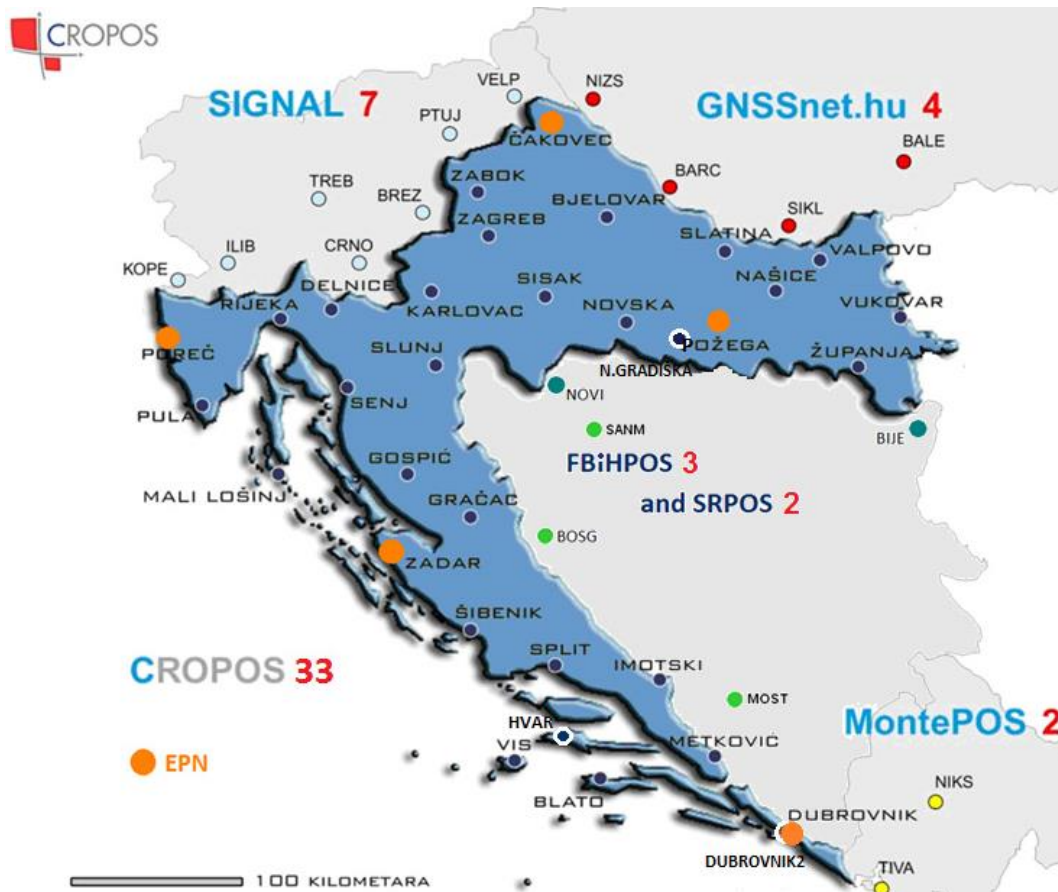 CROPOS
VELP
NIZS
SIGNAL 7
GNSSnet.hu 4
PTUJ
ČAKOVEC
BALE
ZABOK
BARC
TREB
BREZ
BJELOVAR
ZAGREB
SIKL
SLATINA
VALPOVO
ILIB
CRNO
KOPE
DELNICE
SISAK
NAŠICE
RIJEKA
KARLOVAC
NOVSKA
VUKOVAR
POREČ
SLUNJ
POŽEGA
ŽUPANJA
N.GRADIŠKA
SENJ
NOVI
PULA
SANM
BIJE
GOSPIĆ
FBiHPOS 3
MALI LOŠINJ
GRAČAC
and SRPOS 2
BOSG
ZADAR
ŠIBENIK
SPLIT
IMOTSKI
CROPOS 33
MOST
HVAR
MontePOS 2
VIS
METKOVIĆ
EPN
NIKS
BLATO
DUBROVNIK
DUBROVNIK2
TIVA
100 KILOMETARA